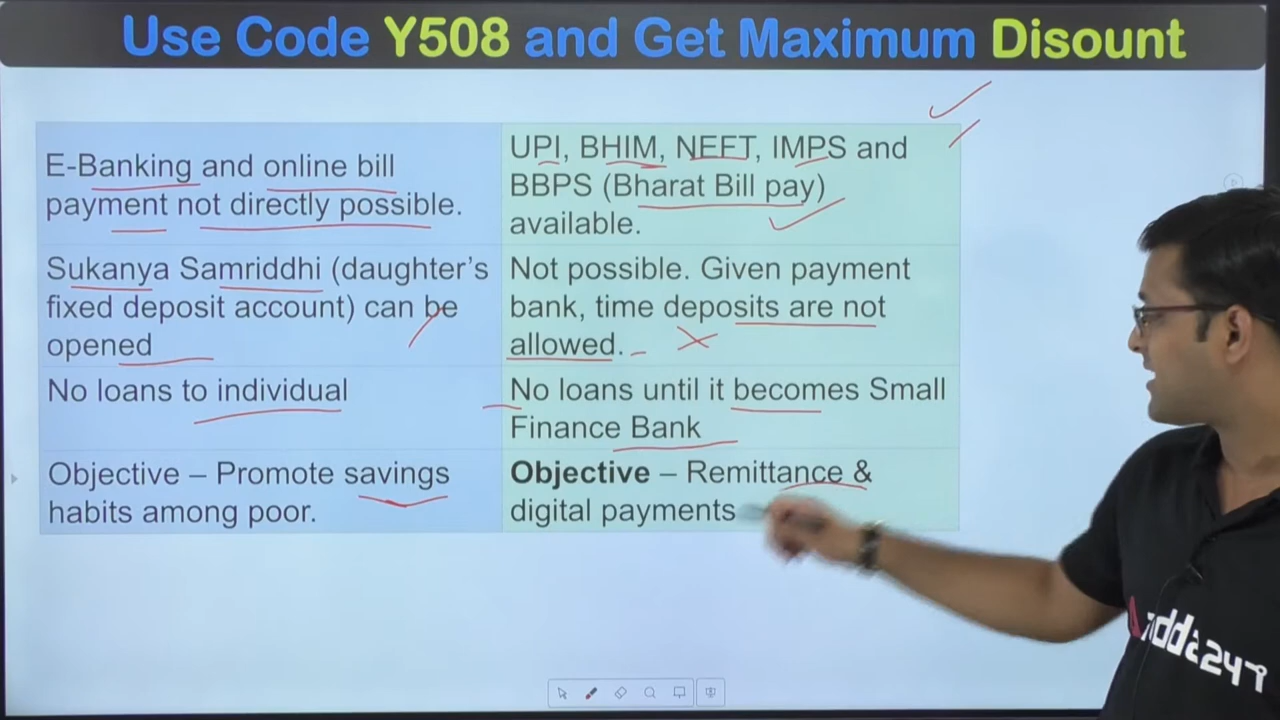 Use Code Y508 and Get Maximum Disount
E-Banking and online bill
payment not directly possible.
UPI, BHIM, NEFT, IMPS and
BBPS (Bharat Bill pay)
available.
Sukanya Samriddhi (daughter's
fixed deposit account) can be
opened
Not possible. Given payment
bank, time deposits are not
allowed.
No loans to individual
No loans until it becomes Small
Finance Bank
Objective – Promote savings
habits among poor.
Objective – Remittance &
digital payments
Adda247